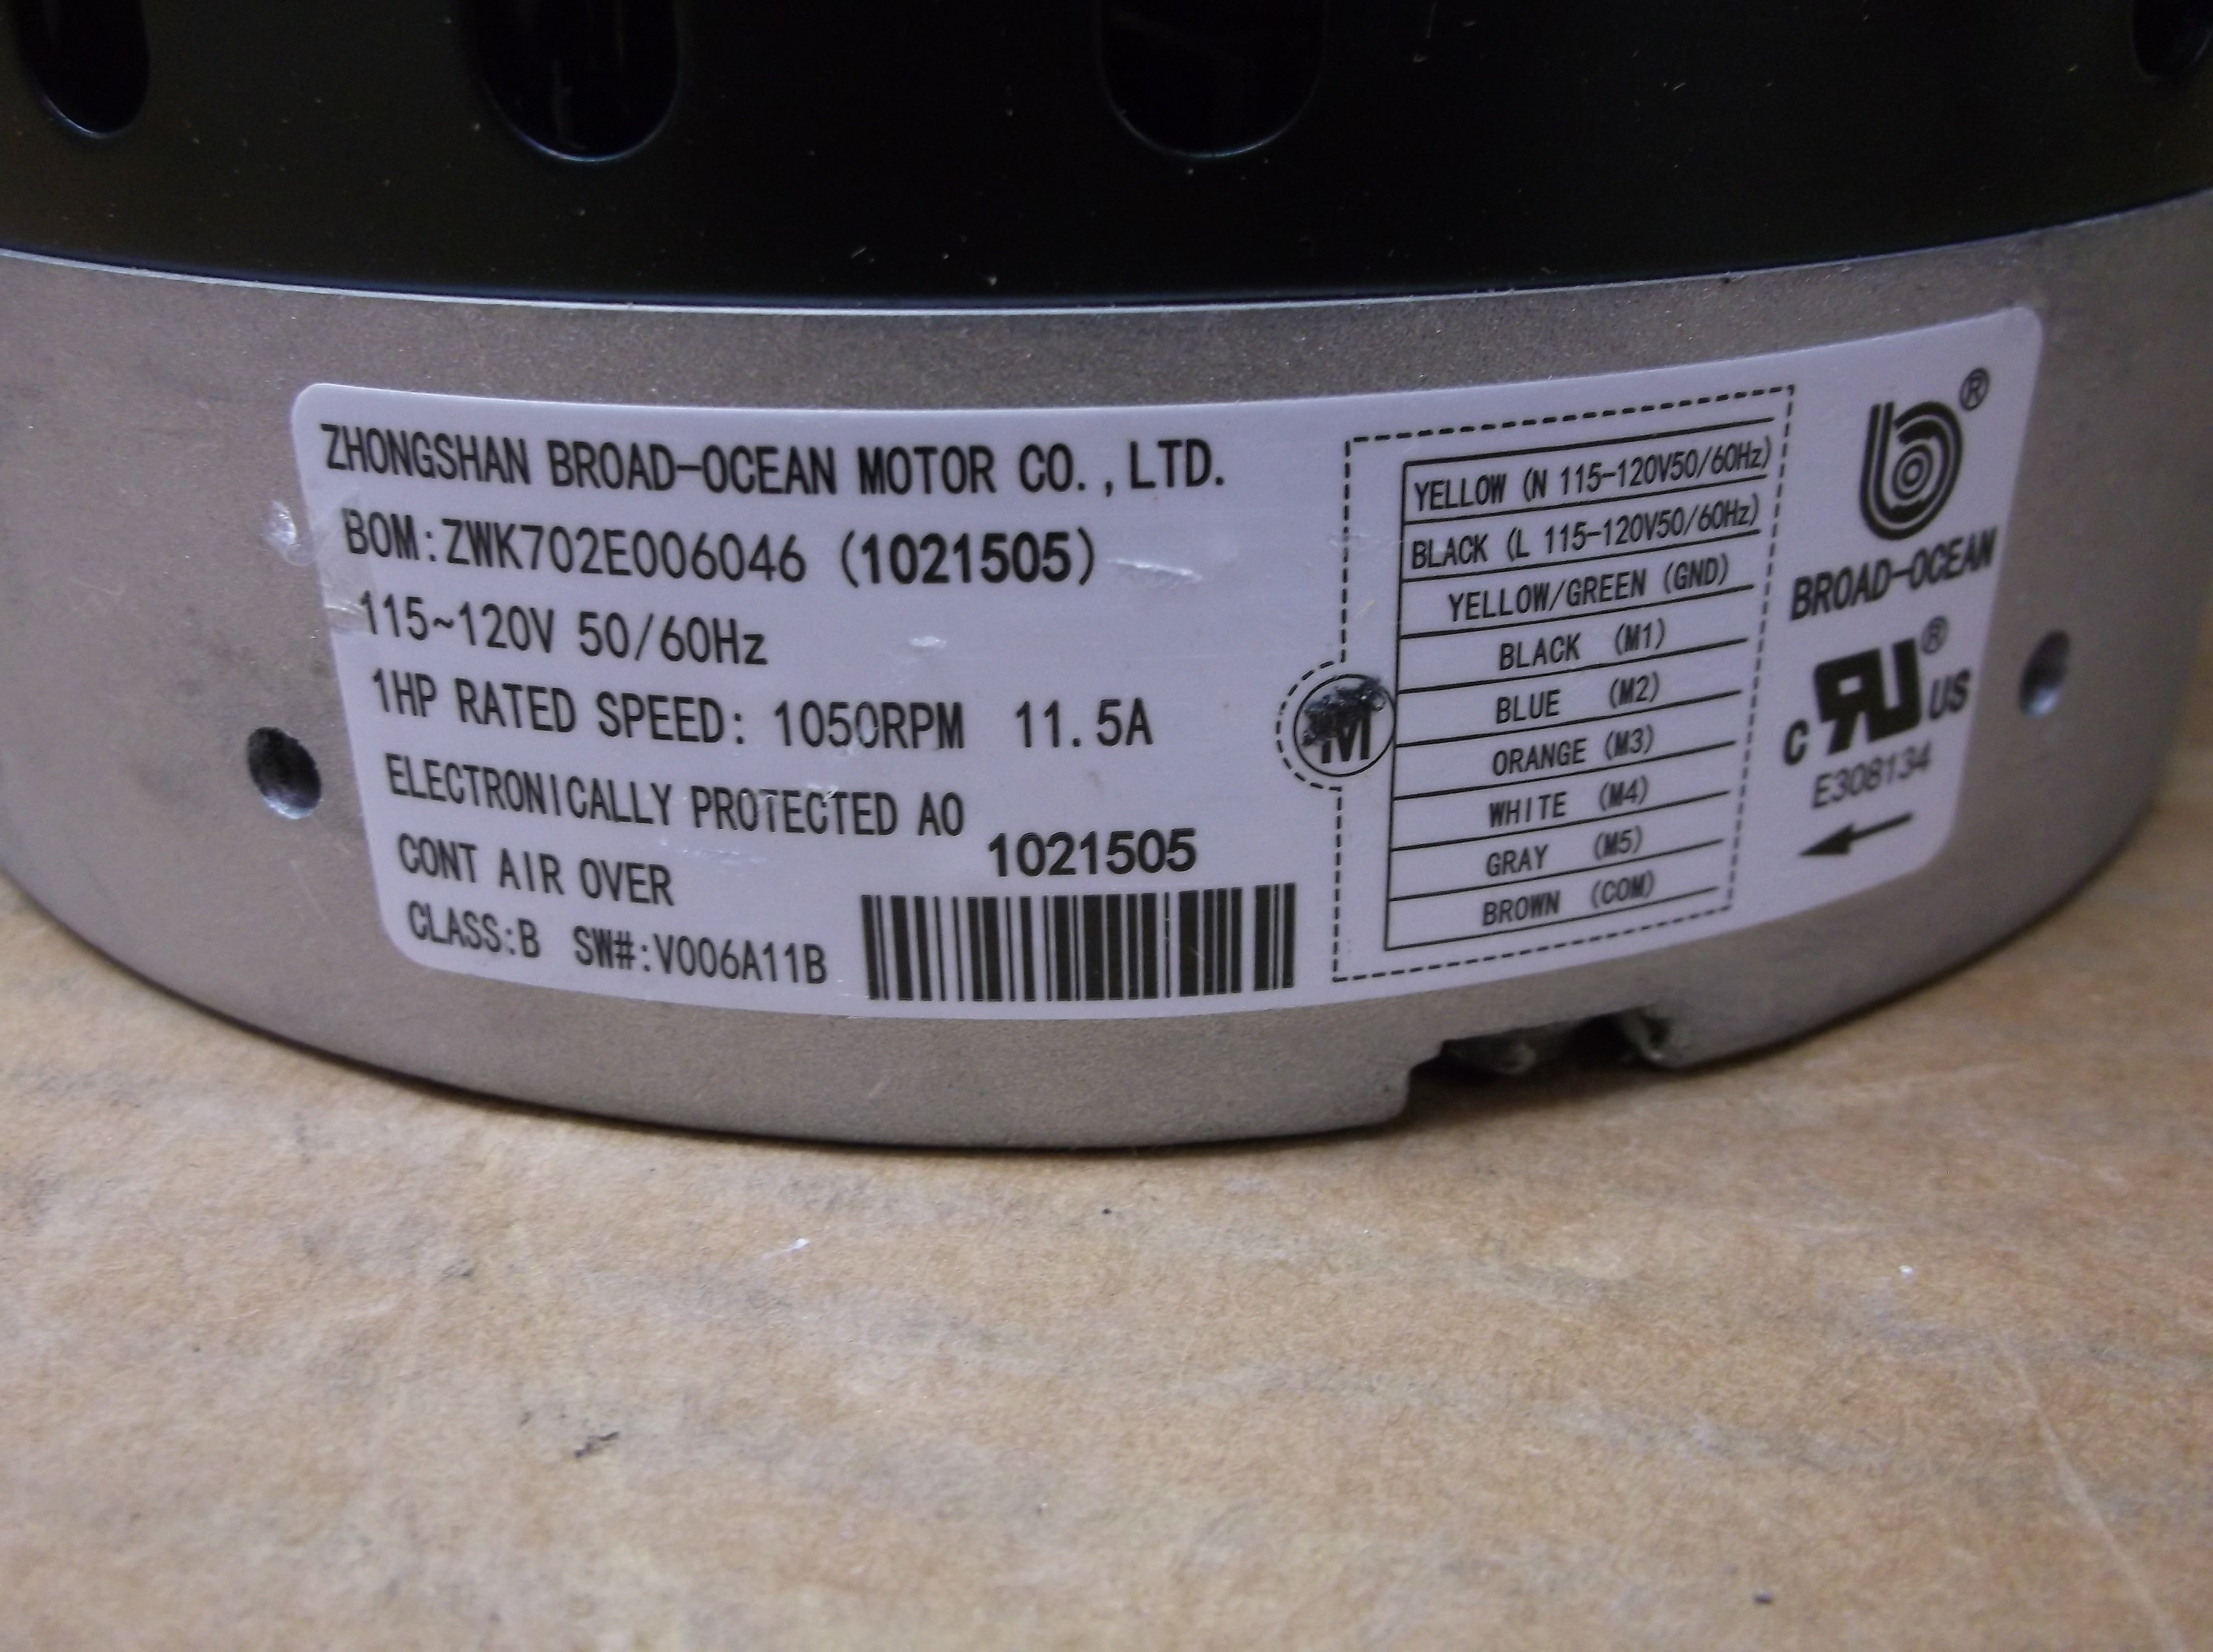 ZHONGSHAN BROAD-OCEAN MOTOR CO.,LTD.
BOM:ZWK702E006046 (1021505)
115~120V 50/60Hz
1HP RATED SPEED: 1050RPM 11.5A
ELECTRONICALLY PROTECTED AO
CONT AIR OVER
CLASS:B SW#:V006A11B
1021505
M
YELLOW (N 115-120V50/60Hz)
BLACK (L 115-120V50/60Hz)
YELLOW/GREEN (GND)
BLACK (M1)
BLUE (M2)
ORANGE (M3)
WHITE (M4)
GRAY (M5)
BROWN (COM)
®
BROAD-OCEAN
c RU ® US
E308134